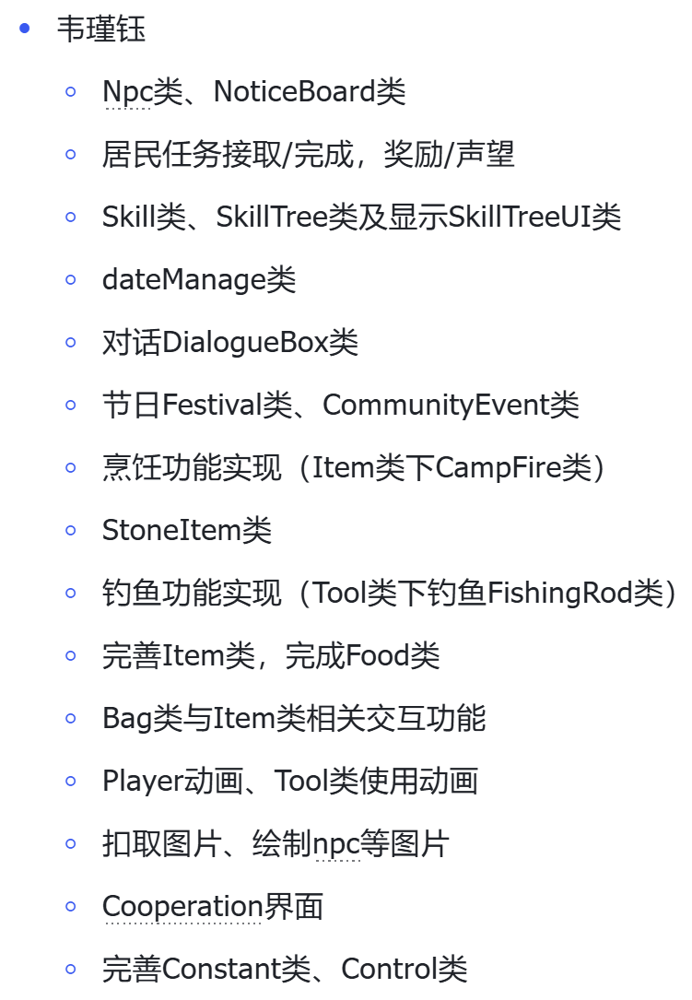 韦瑾钰
Npc类、NoticeBoard类
居民任务接取/完成，奖励/声望
Skill类、SkillTree类及显示SkillTreeUI类
dateManage类
对话DialogueBox类
节日Festival类、CommunityEvent类
烹饪功能实现（Item类下CampFire类）
StoneItem类
钓鱼功能实现（Tool类下钓鱼FishingRod类）
完善Item类，完成Food类
Bag类与Item类相关交互功能
Player动画、Tool类使用动画
扣取图片、绘制npc等图片
Cooperation界面
完善Constant类、Control类